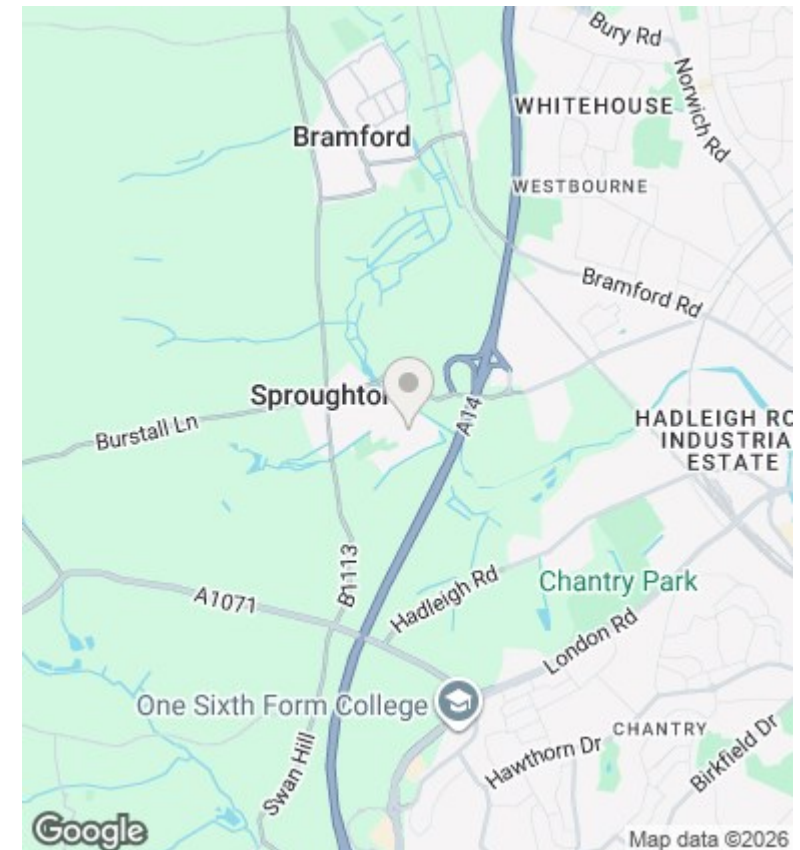 Bury Rd
Norwich Rd
WHITEHOUSE
Bramford
WESTBOURNE
Bramford Rd
Sproughto
A14
Burstall Ln
HADLEIGH RO
INDUSTRIA
ESTATE
B1113
Chantry Park
A1071
Hadleigh Rd
London Rd
One Sixth Form College
CHANTRY
Hawthorn Dr
Birkfield Dr
Swan Hill
Google
Map data ©2026